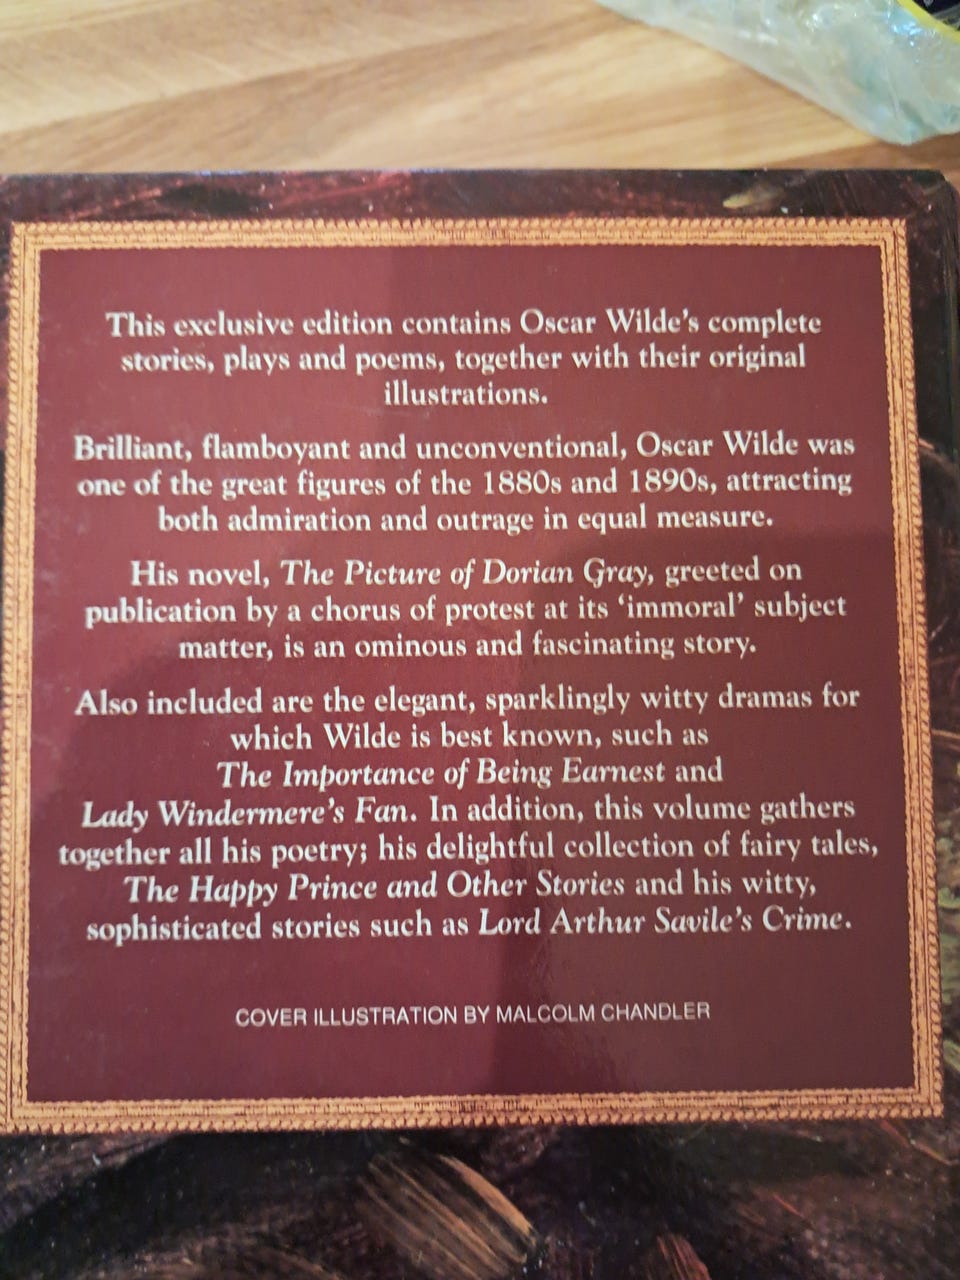 This exclusive edition contains Oscar Wilde's complete
stories, plays and poems, together with their original
illustrations.
Brilliant, flamboyant and unconventional, Oscar Wilde was
one of the great figures of the 1880s and 1890s, attracting
both admiration and outrage in equal measure.
His novel, The Picture of Dorian Gray, greeted on
publication by a chorus of protest at its ‘immoral’ subject
matter, is an ominous and fascinating story.
Also included are the elegant, sparklingly witty dramas for
which Wilde is best known, such as
The Importance of Being Earnest and
Lady Windermere's Fan. In addition, this volume gathers
together all his poetry; his delightful collection of fairy tales,
The Happy Prince and Other Stories and his witty,
sophisticated stories such as Lord Arthur Savile's Crime.
COVER ILLUSTRATION BY MALCOLM CHANDLER